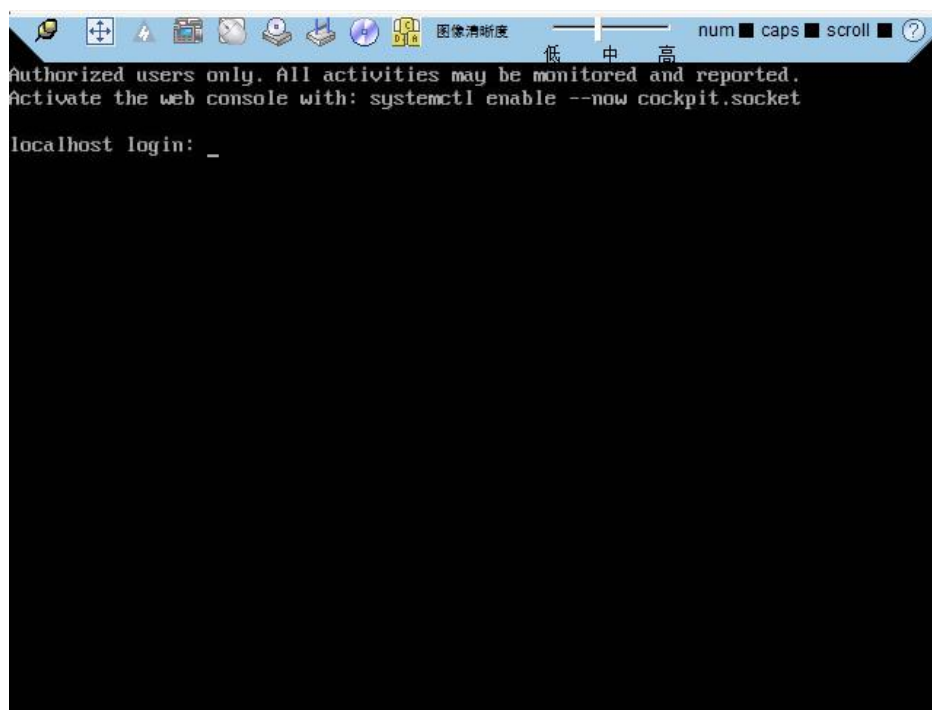 图像清晰度
低 中 高
num caps scroll ?
Authorized users only. All activities may be monitored and reported.
Activate the web console with: systemctl enable --now cockpit.socket
localhost login: _